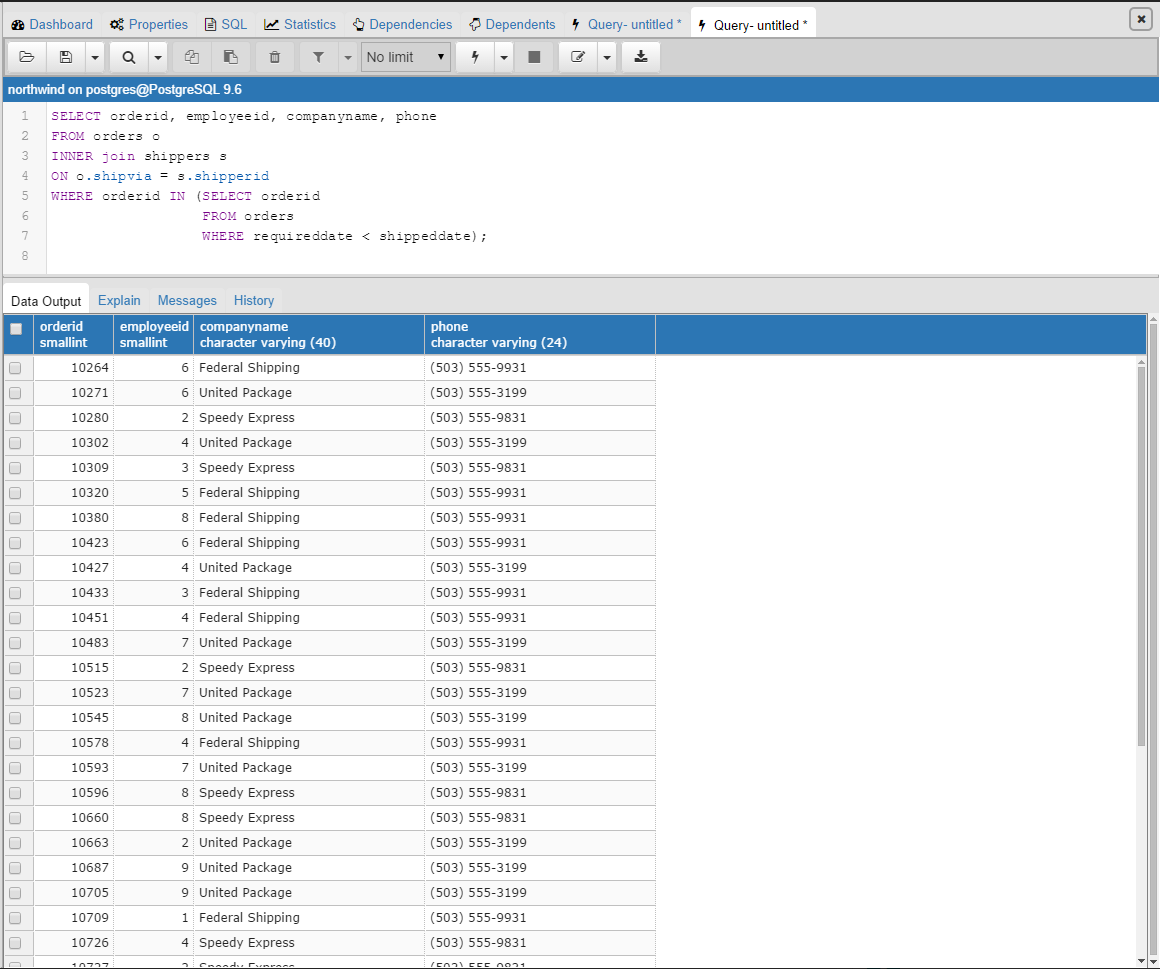 Dashboard Properties SQL Statistics Dependencies Dependents Query- untitled * Query- untitled *
No limit
northwind on postgres@PostgreSQL 9.6
1 SELECT orderid, employeeid, companyname, phone
2 FROM orders o
3 INNER join shippers s
4 ON o.shipvia = s.shipperid
5 WHERE orderid IN (SELECT orderid
6 FROM orders
7 WHERE requireddate < shippeddate);
8
Data Output Explain Messages History
orderid employeeid companyname phone
smallint smallint character varying (40) character varying (24)
10264 6 Federal Shipping (503) 555-9931
10271 6 United Package (503) 555-3199
10280 2 Speedy Express (503) 555-9831
10302 4 United Package (503) 555-3199
10309 3 Speedy Express (503) 555-9831
10320 5 Federal Shipping (503) 555-9931
10380 8 Federal Shipping (503) 555-9931
10423 6 Federal Shipping (503) 555-9931
10427 4 United Package (503) 555-3199
10433 3 Federal Shipping (503) 555-9931
10451 4 Federal Shipping (503) 555-9931
10483 7 United Package (503) 555-3199
10515 2 Speedy Express (503) 555-9831
10523 7 United Package (503) 555-3199
10545 8 United Package (503) 555-3199
10578 4 Federal Shipping (503) 555-9931
10593 7 United Package (503) 555-3199
10596 8 Speedy Express (503) 555-9831
10660 8 Speedy Express (503) 555-9831
10663 2 United Package (503) 555-3199
10687 9 United Package (503) 555-3199
10705 9 United Package (503) 555-3199
10709 1 Federal Shipping (503) 555-9931
10726 4 Speedy Express (503) 555-9831